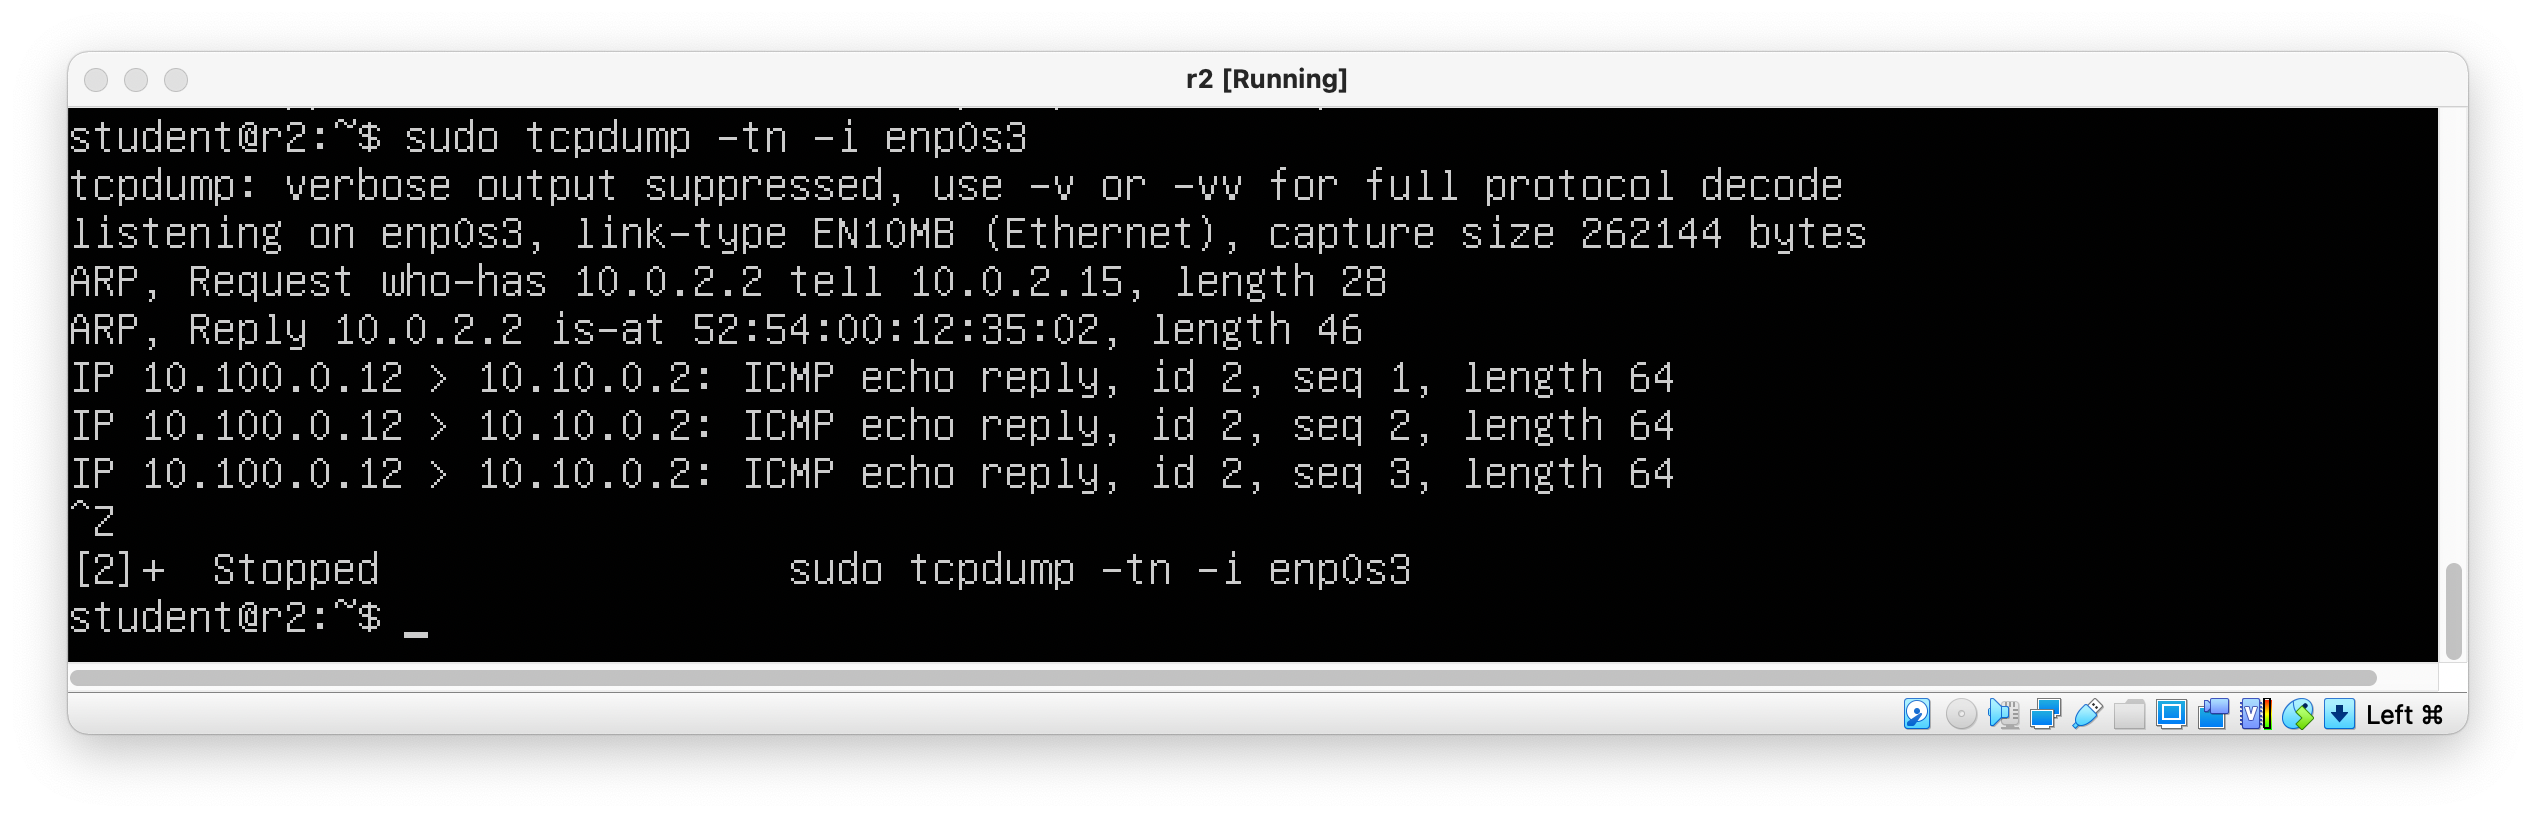 r2 [Running]
student@r2:~$ sudo tcpdump -tn -i enp0s3
tcpdump: verbose output suppressed, use -v or -vv for full protocol decode
listening on enp0s3, link-type EN10MB (Ethernet), capture size 262144 bytes
ARP, Request who-has 10.0.2.2 tell 10.0.2.15, length 28
ARP, Reply 10.0.2.2 is-at 52:54:00:12:35:02, length 46
IP 10.100.0.12 > 10.10.0.2: ICMP echo reply, id 2, seq 1, length 64
IP 10.100.0.12 > 10.10.0.2: ICMP echo reply, id 2, seq 2, length 64
IP 10.100.0.12 > 10.10.0.2: ICMP echo reply, id 2, seq 3, length 64
^Z
[2]+  Stopped                 sudo tcpdump -tn -i enp0s3
student@r2:~$ _
Left ⌘